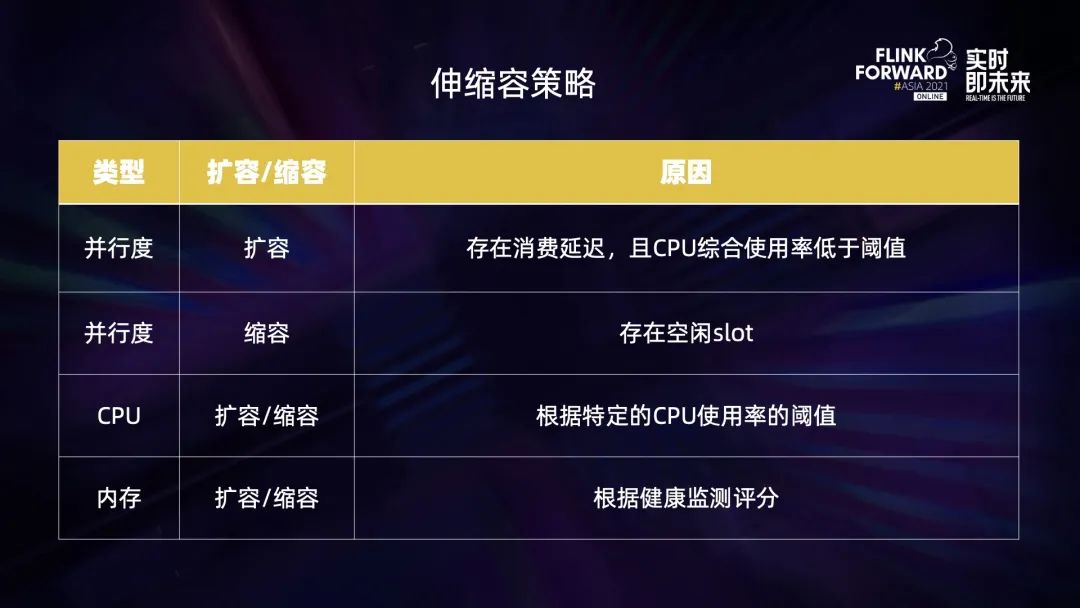 伸缩容策略
FLINK
FORWARD
#ASIA 2021
ONLINE
实时
即未来
REAL-TIME IS THE FUTURE
类型 扩容/缩容 原因
并行度 扩容 存在消费延迟，且CPU综合使用率低于阈值
并行度 缩容 存在空闲slot
CPU 扩容/缩容 根据特定的CPU使用率的阈值
内存 扩容/缩容 根据健康监测评分